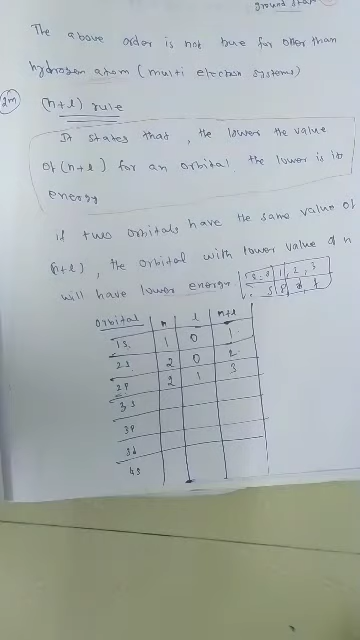 ground state
The above order is not true for other than
hydrogen atom (multi electron systems)
2m (n+l) rule
It states that, the lower the value
of (n+l) for an orbital the lower is its
energy
if two orbitals have the same value of
(n+l), the orbital with lower value of n
will have lower energy
0, 1, 2, 3
s p d f
Orbital n l n+l
1s 1 0 1
2s 2 0 2
2p 2 1 3
3s
3p
3d
4s